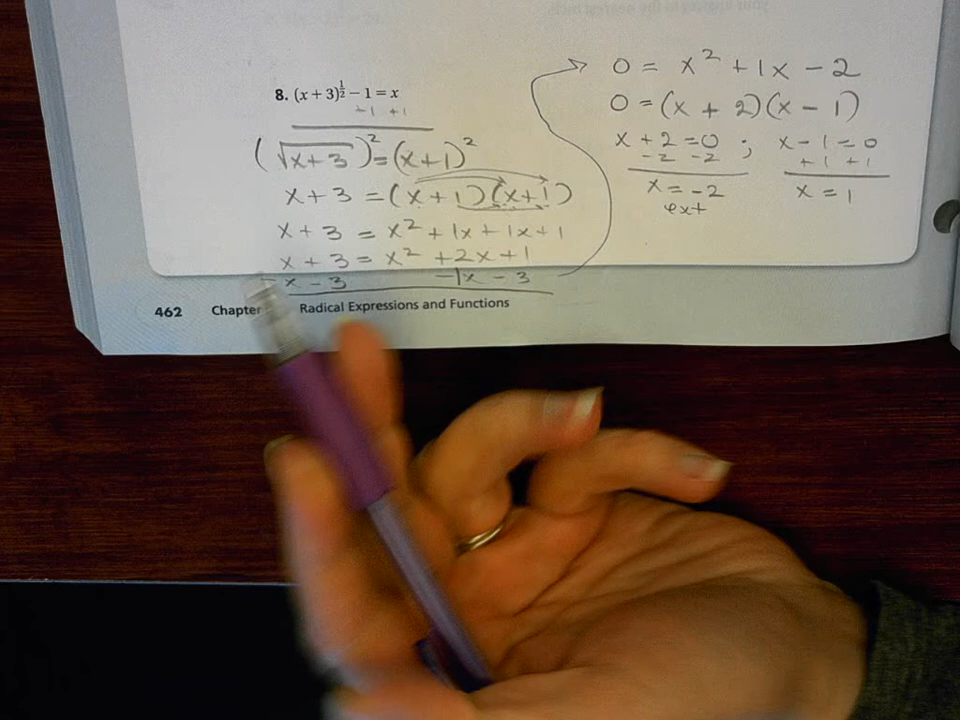 8. (x + 3)^½ − 1 = x
+1 +1
(√x+3)² = (x+1)²
x+3 = (x+1)(x+1)
x+3 = x² + 1x + 1x + 1
x+3 = x² + 2x + 1
-x - 3 -1x - 3
0 = x² + 1x - 2
0 = (x + 2)(x - 1)
x + 2 = 0 ; x - 1 = 0
-2 -2 +1 +1
x = -2 x = 1
ext
462 Chapter Radical Expressions and Functions